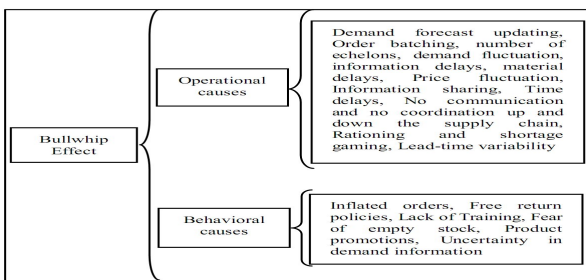 Bullwhip
Effect
Operational
causes
Demand forecast updating,
Order batching, number of
echelons, demand fluctuation,
information delays, material
delays, Price fluctuation,
Information sharing, Time
delays, No communication
and no coordination up and
down the supply chain,
Rationing and shortage
gaming, Lead-time variability
Behavioral
causes
Inflated orders, Free return
policies, Lack of Training, Fear
of empty stock, Product
promotions, Uncertainty in
demand information